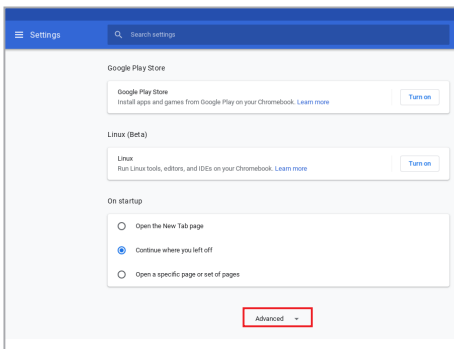 Settings
Search settings
Google Play Store
Google Play Store
Install apps and games from Google Play on your Chromebook. Learn more
Turn on
Linux (Beta)
Linux
Run Linux tools, editors, and IDEs on your Chromebook. Learn more
Turn on
On startup
Open the New Tab page
Continue where you left off
Open a specific page or set of pages
Advanced